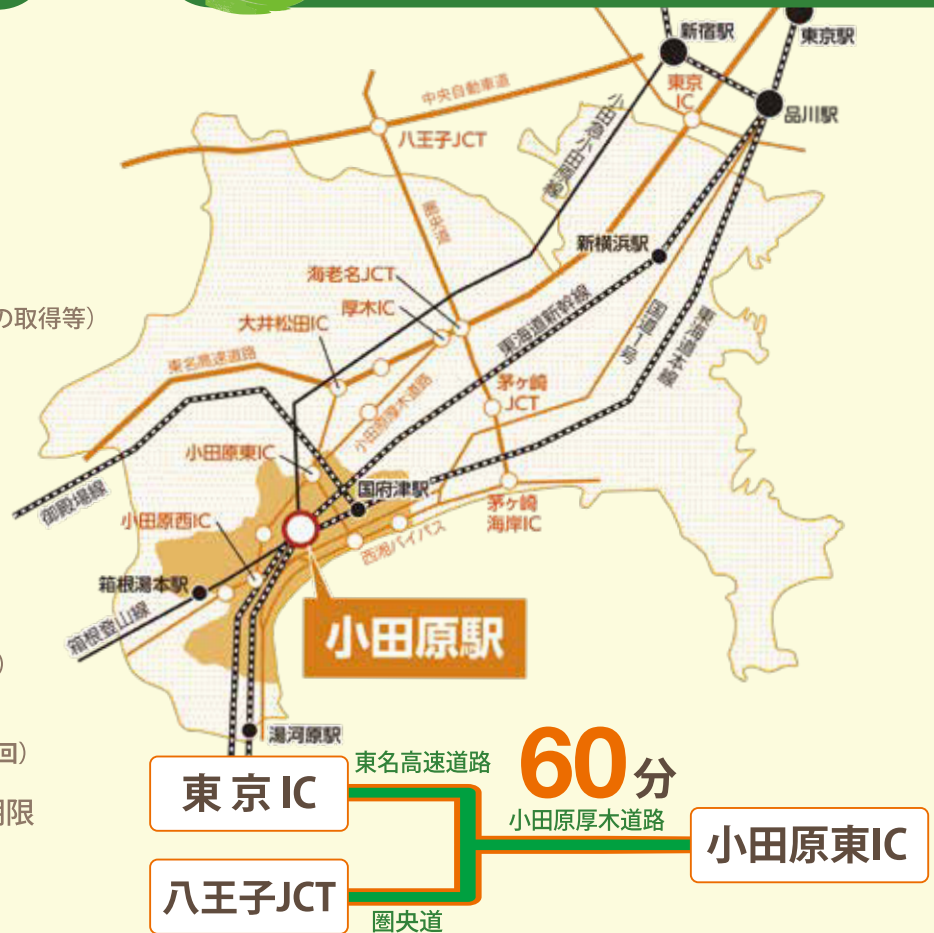 新宿駅
東京駅
東京
IC
品川駅
中央自動車道
八王子JCT
小田急小田原線
圏央道
新横浜駅
海老名JCT
厚木IC
大井松田IC
東海道新幹線
国道1号
東海道本線
の取得等）
東名高速道路
小田原厚木道路
茅ヶ崎
JCT
小田原東IC
国府津駅
御殿場線
茅ヶ崎
海岸IC
小田原西IC
西湘バイパス
箱根湯本駅
箱根登山線
小田原駅
）
湯河原駅
回）
期限
東京IC
東名高速道路
60分
小田原厚木道路
小田原東IC
八王子JCT
圏央道